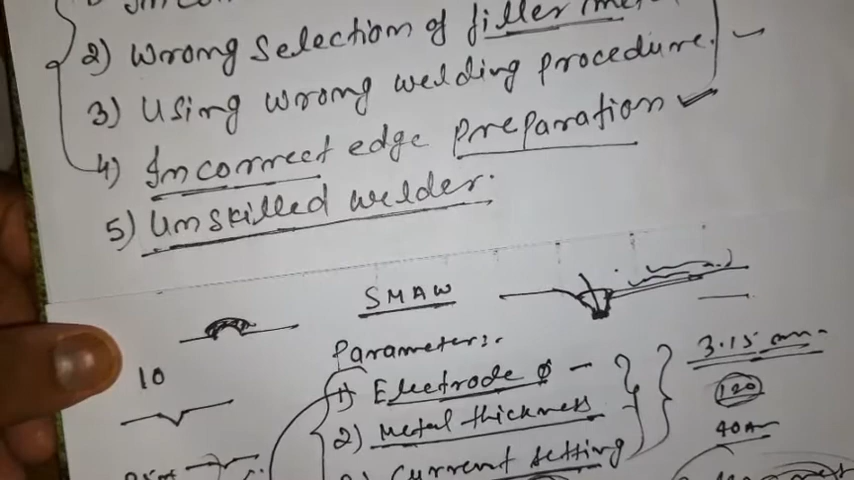 2) Wrong selection of filler
3) Using wrong welding procedure.
4) Incorrect edge preparation
5) Unskilled welder.
SMAW
Parameters:.
10
1) Electrode ϕ - 3.15 mm
2) Metal thickness 120
Current setting 40